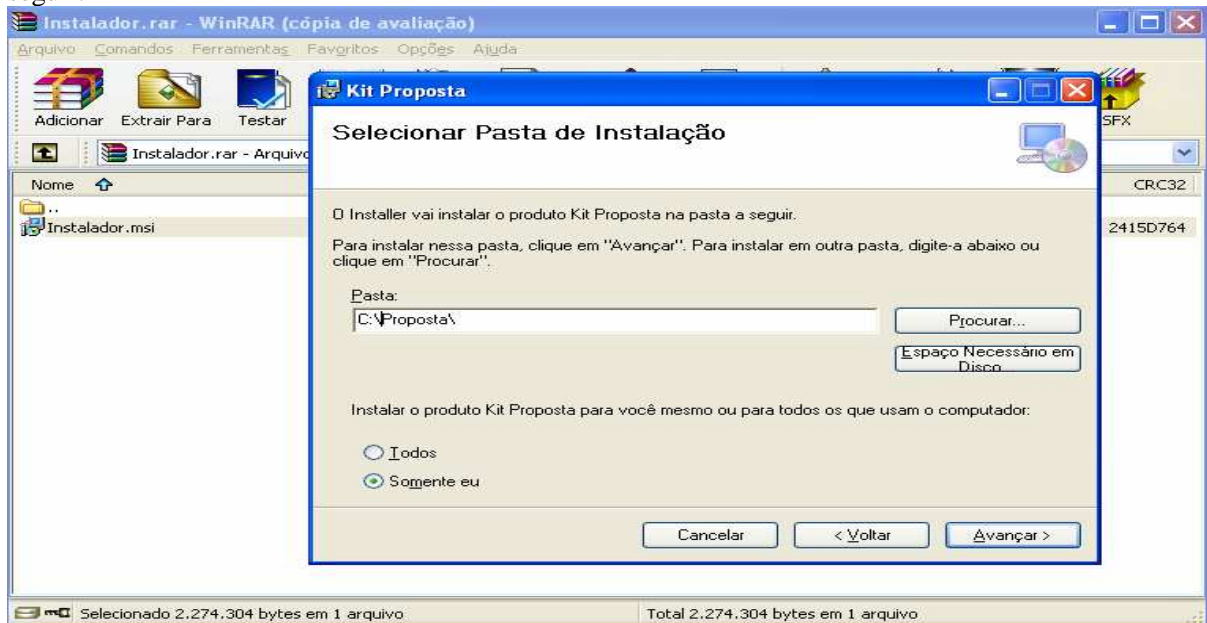 Instalador.rar - WinRAR (cópia de avaliação)
Arquivo Comandos Ferramentas Favoritos Opções Ajuda
Adicionar Extrair Para Testar SFX
Instalador.rar - Arquivo
Nome CRC32
..
Instalador.msi 2415D764
Kit Proposta
Selecionar Pasta de Instalação
O Installer vai instalar o produto Kit Proposta na pasta a seguir.
Para instalar nessa pasta, clique em "Avançar". Para instalar em outra pasta, digite-a abaixo ou
clique em "Procurar".
Pasta:
C:\Proposta\
Procurar...
Espaço Necessário em
Disco...
Instalar o produto Kit Proposta para você mesmo ou para todos os que usam o computador:
Todos
Somente eu
Cancelar < Voltar Avançar >
Selecionado 2.274.304 bytes em 1 arquivo Total 2.274.304 bytes em 1 arquivo